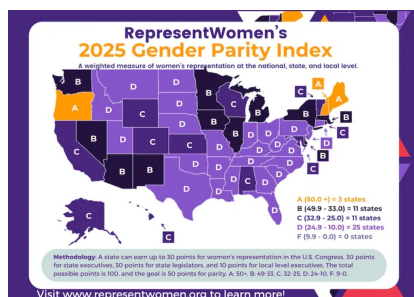 RepresentWomen's
2025 Gender Parity Index
A weighted measure of women's representation at the national, state, and local level.
A (50.0 +) = 3 states
B (49.9 - 33.0) = 11 states
C (32.9 - 25.0) = 11 states
D (24.9 - 10.0) = 25 states
F (9.9 - 0.0) = 0 states
Methodology: A state can earn up to 30 points for women's representation in the U.S. Congress, 30 points
for state executives, 30 points for state legislators, and 10 points for local level executives. The total
possible points is 100, and the goal is 50 points for parity. A: 50+, B: 49-33, C: 32-25, D: 24-10, F: 9-0.
Visit www.representwomen.org to learn more!